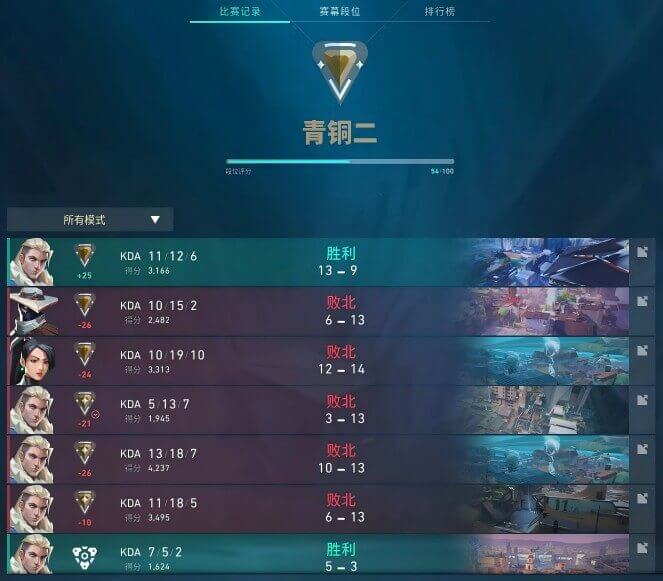 比赛记录 赛幕段位 排行榜
青铜二
段位评分 54/100
所有模式
KDA 11/12/6 胜利
+25 得分 3,166 13 – 9
KDA 10/15/2 败北
-26 得分 2,482 6 – 13
KDA 10/19/10 败北
-24 得分 3,313 12 – 14
KDA 5/13/7 败北
-21 得分 1,945 3 – 13
KDA 13/18/7 败北
-26 得分 4,237 10 – 13
KDA 11/18/5 败北
-10 得分 3,495 6 – 13
KDA 7/5/2 胜利
得分 1,624 5 – 3